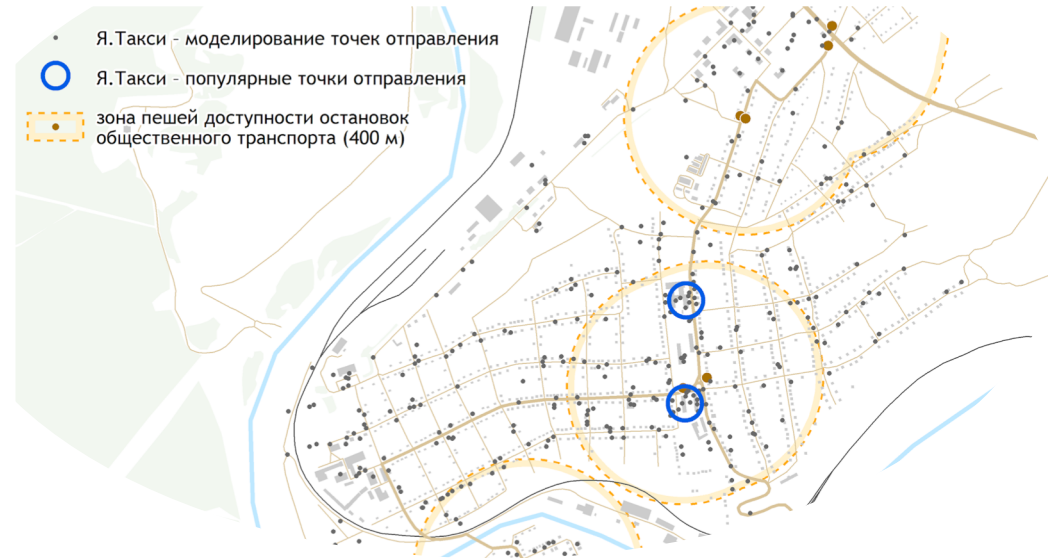 Я.Такси - моделирование точек отправления
Я.Такси - популярные точки отправления
зона пешей доступности остановок
общественного транспорта (400 м)